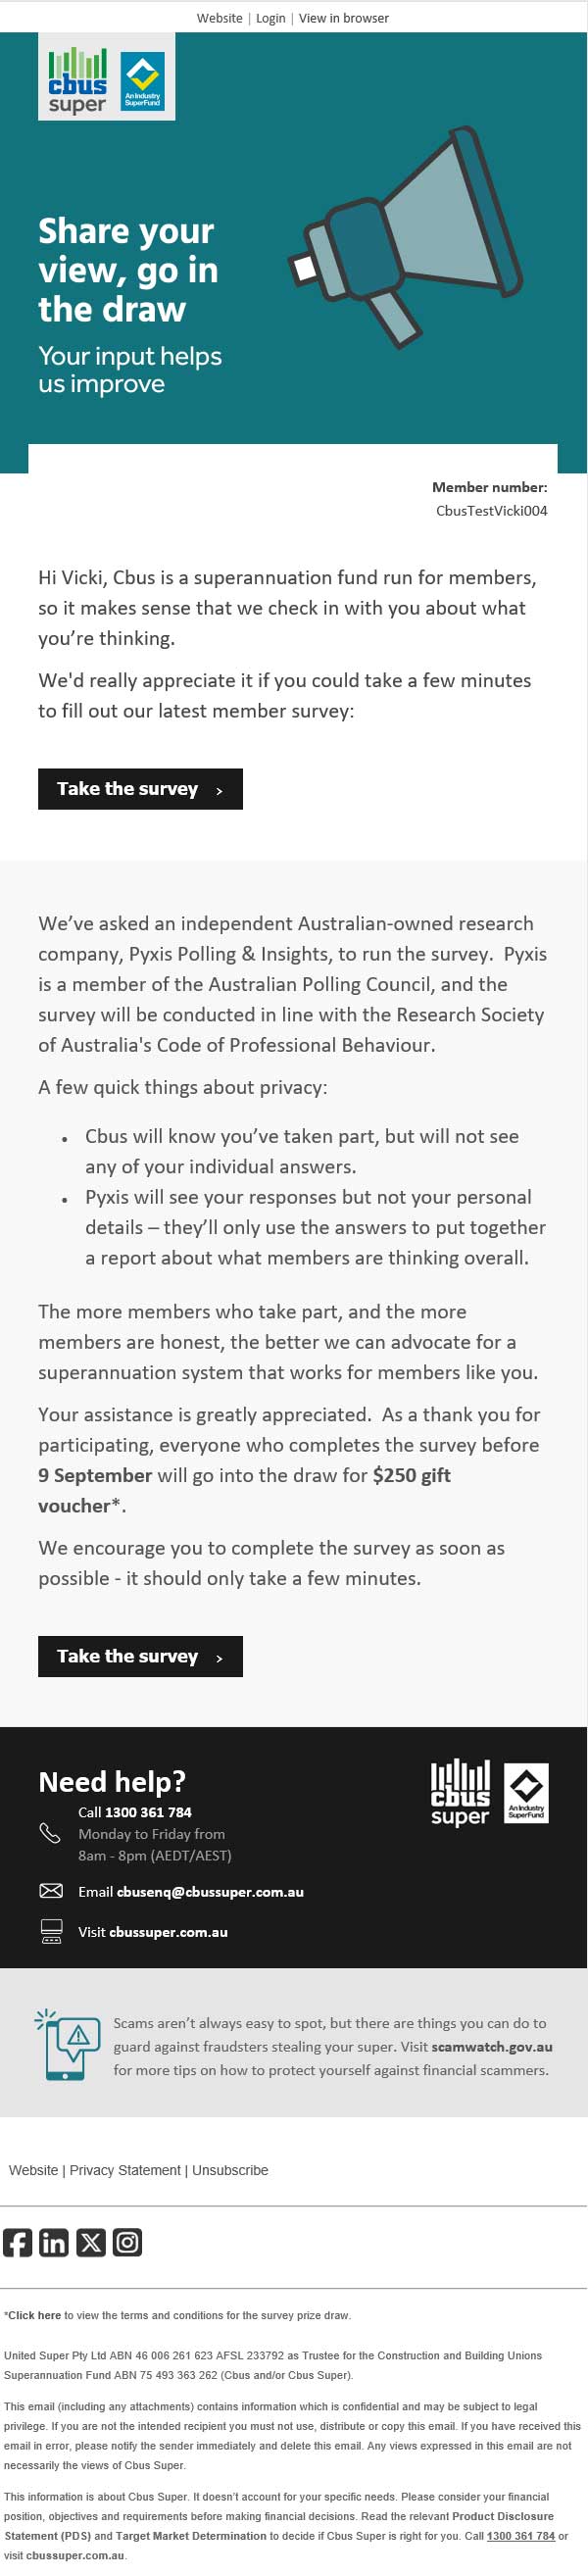 Website | Login | View in browser
cbus
super
An Industry
SuperFund
Share your
view, go in
the draw
Your input helps
us improve
Member number:
CbusTestVicki004
Hi Vicki, Cbus is a superannuation fund run for members,
so it makes sense that we check in with you about what
you’re thinking.
We'd really appreciate it if you could take a few minutes
to fill out our latest member survey:
Take the survey >
We’ve asked an independent Australian-owned research
company, Pyxis Polling & Insights, to run the survey.  Pyxis
is a member of the Australian Polling Council, and the
survey will be conducted in line with the Research Society
of Australia's Code of Professional Behaviour.
A few quick things about privacy:
• Cbus will know you’ve taken part, but will not see
any of your individual answers.
• Pyxis will see your responses but not your personal
details – they’ll only use the answers to put together
a report about what members are thinking overall.
The more members who take part, and the more
members are honest, the better we can advocate for a
superannuation system that works for members like you.
Your assistance is greatly appreciated.  As a thank you for
participating, everyone who completes the survey before
9 September will go into the draw for $250 gift
voucher*.
We encourage you to complete the survey as soon as
possible - it should only take a few minutes.
Take the survey >
Need help?
Call 1300 361 784
Monday to Friday from
8am - 8pm (AEDT/AEST)
Email cbusenq@cbussuper.com.au
Visit cbussuper.com.au
cbus
super
An Industry
SuperFund
Scams aren’t always easy to spot, but there are things you can do to
guard against fraudsters stealing your super. Visit scamwatch.gov.au
for more tips on how to protect yourself against financial scammers.
Website | Privacy Statement | Unsubscribe
*Click here to view the terms and conditions for the survey prize draw.
United Super Pty Ltd ABN 46 006 261 623 AFSL 233792 as Trustee for the Construction and Building Unions
Superannuation Fund ABN 75 493 363 262 (Cbus and/or Cbus Super).
This email (including any attachments) contains information which is confidential and may be subject to legal
privilege. If you are not the intended recipient you must not use, distribute or copy this email. If you have received this
email in error, please notify the sender immediately and delete this email. Any views expressed in this email are not
necessarily the views of Cbus Super.
This information is about Cbus Super. It doesn’t account for your specific needs. Please consider your financial
position, objectives and requirements before making financial decisions. Read the relevant Product Disclosure
Statement (PDS) and Target Market Determination to decide if Cbus Super is right for you. Call 1300 361 784 or
visit cbussuper.com.au.